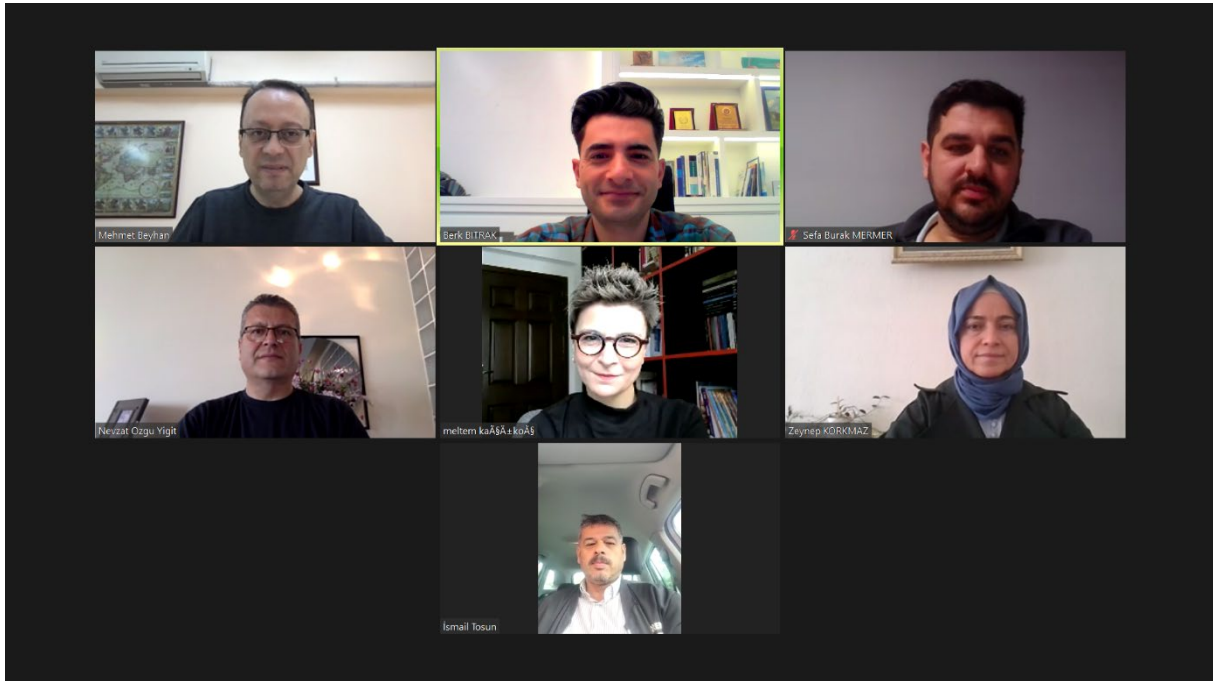 Mehmet Beyhan
Berk BITRAK
Sefa Burak MERMER
Nevzat Ozgu Yigit
meltem kaÃ§Ä±koÃ§
Zeynep KORKMAZ
İsmail Tosun